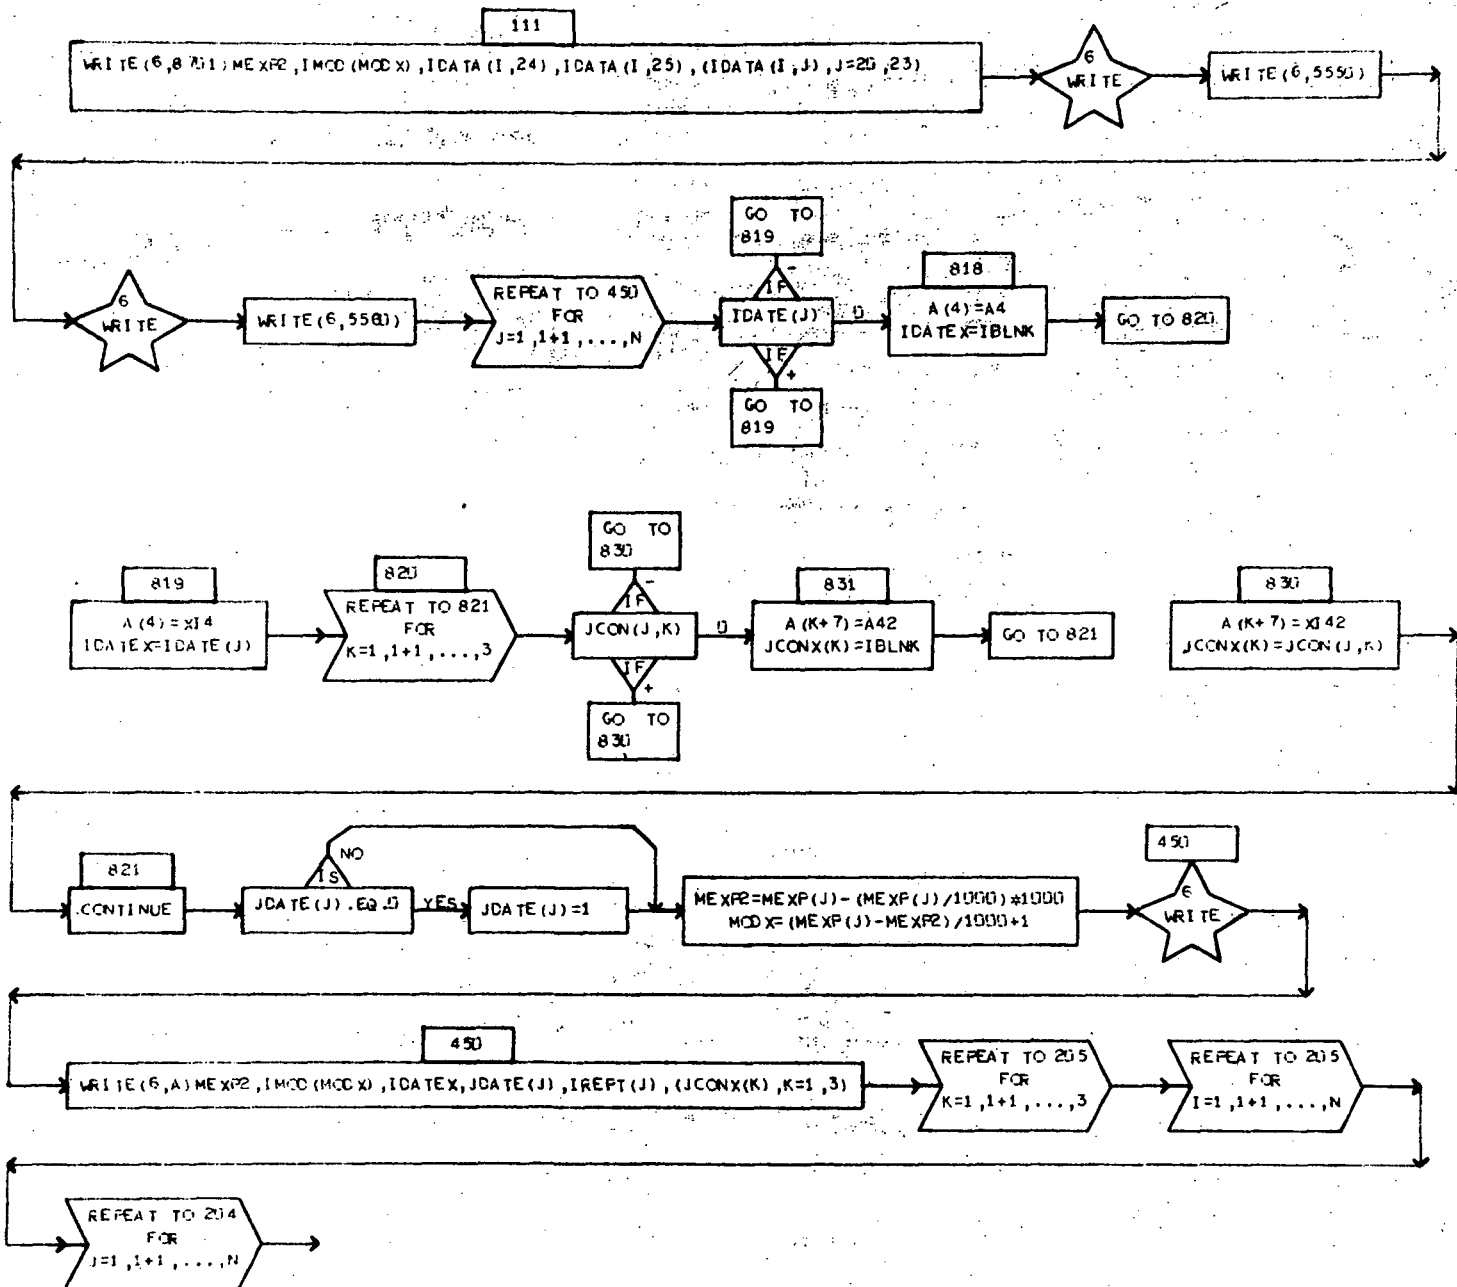 111
WRITE(6,8701)MEXP2,IMOD(MODX),IDATA(I,24),IDATA(I,25),(IDATA(I,J),J=20,23)
6
WRITE
WRITE(6,5550)
6
WRITE
WRITE(6,5560)
REPEAT TO 450
FOR
J=1,1+1,...,N
GO TO
819
-
IF
IDATE(J)
0
IF
+
GO TO
819
818
A(4)=A4
IDATEX=IBLNK
GO TO 820
819
A(4)=XI4
IDATEX=IDATE(J)
820
REPEAT TO 821
FOR
K=1,1+1,...,3
GO TO
830
-
IF
JCON(J,K)
0
IF
+
GO TO
830
831
A(K+7)=A42
JCONX(K)=IBLNK
GO TO 821
830
A(K+7)=XI42
JCONX(K)=JCON(J,K)
821
CONTINUE
NO
IS
JDATE(J).EQ.0
YES
JDATE(J)=1
MEXP2=MEXP(J)-(MEXP(J)/1000)*1000
MODX=(MEXP(J)-MEXP2)/1000+1
450
6
WRITE
450
WRITE(6,A)MEXP2,IMOD(MODX),IDATEX,JDATE(J),IREPT(J),(JCONX(K),K=1,3)
REPEAT TO 205
FOR
K=1,1+1,...,3
REPEAT TO 205
FOR
I=1,1+1,...,N
REPEAT TO 204
FOR
J=1,1+1,...,N